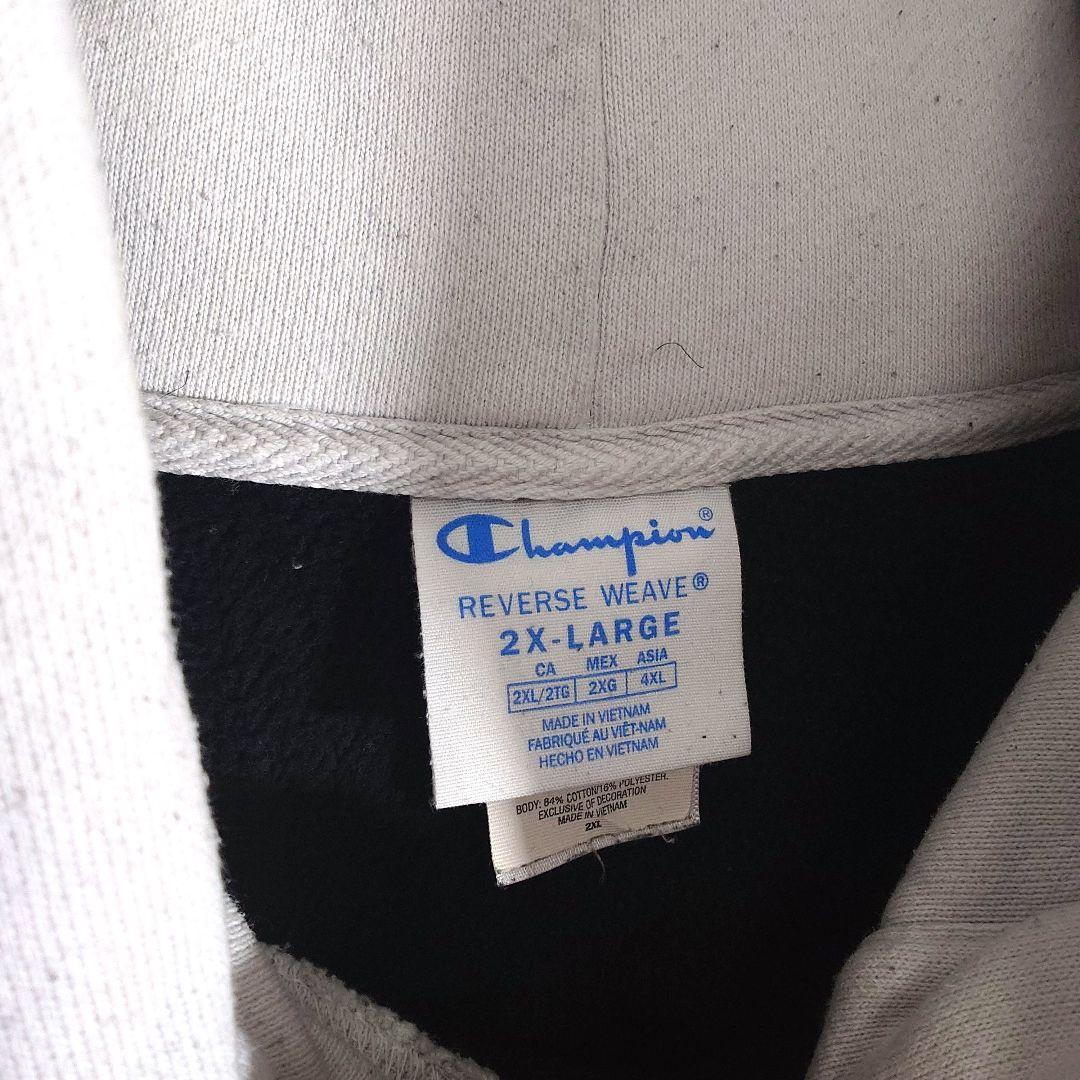 Champion®
REVERSE WEAVE®
2X-LARGE
CA MEX ASIA
2XL/2TG 2XG 4XL
MADE IN VIETNAM
FABRIQUÉ AU VIÊT-NAM
HECHO EN VIETNAM
BODY: 84% COTTON/16% POLYESTER.
EXCLUSIVE OF DECORATION
MADE IN VIETNAM
2XL